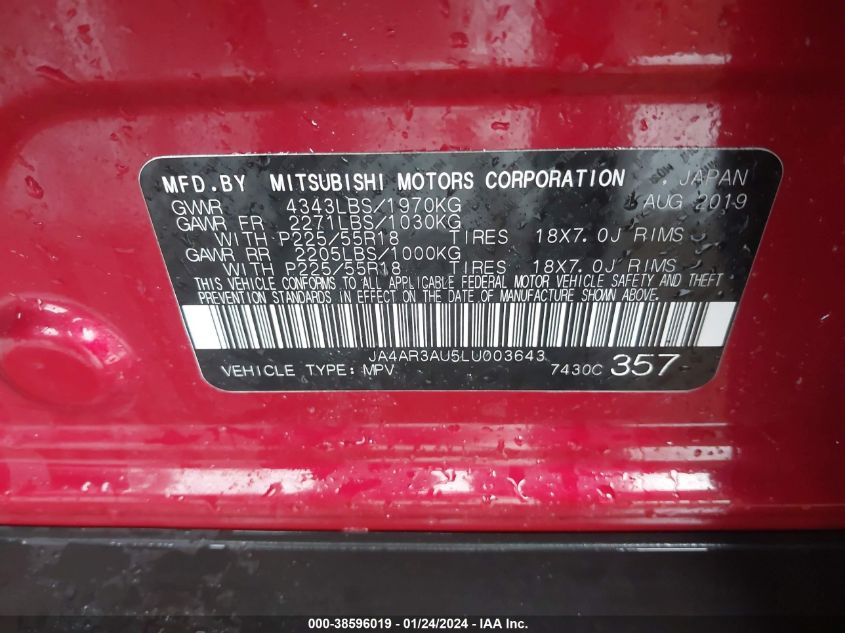 MFD.BY MITSUBISHI MOTORS CORPORATION JAPAN
GVWR 4343LBS/1970KG AUG 2019
GAWR FR 2271LBS/1030KG
WITH P225/55R18 TIRES 18X7.0J RIMS
GAWR RR 2205LBS/1000KG
WITH P225/55R18 TIRES 18X7.0J RIMS
THIS VEHICLE CONFORMS TO ALL APPLICABLE FEDERAL MOTOR VEHICLE SAFETY AND THEFT
PREVENTION STANDARDS IN EFFECT ON THE DATE OF MANUFACTURE SHOWN ABOVE.
JA4AR3AU5LU003643
VEHICLE TYPE: MPV 7430C 357
000-38596019 - 01/24/2024 - IAA Inc.